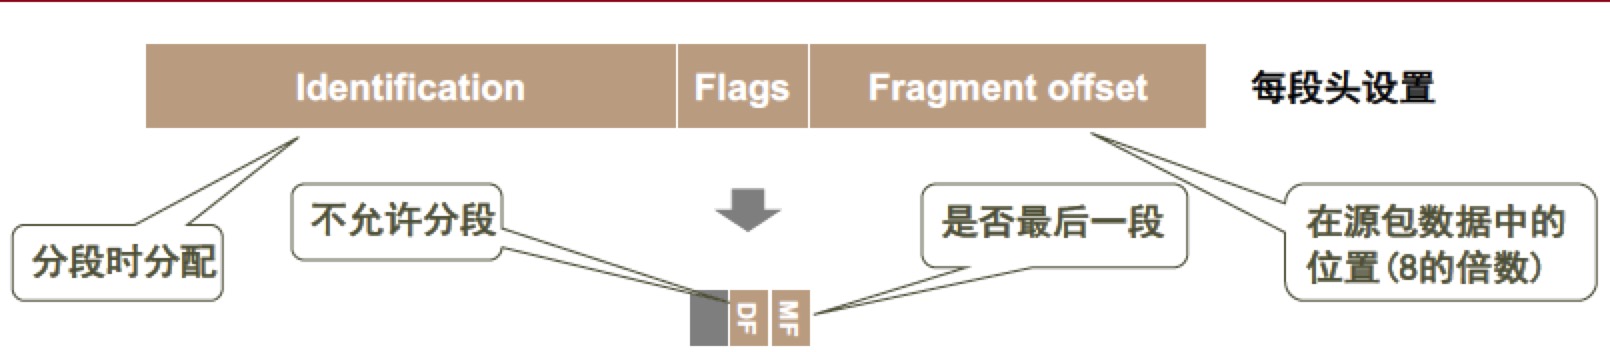 Identification
Flags
Fragment offset
每段头设置
分段时分配
不允许分段
是否最后一段
在源包数据中的
位置(8的倍数)
DF
MF